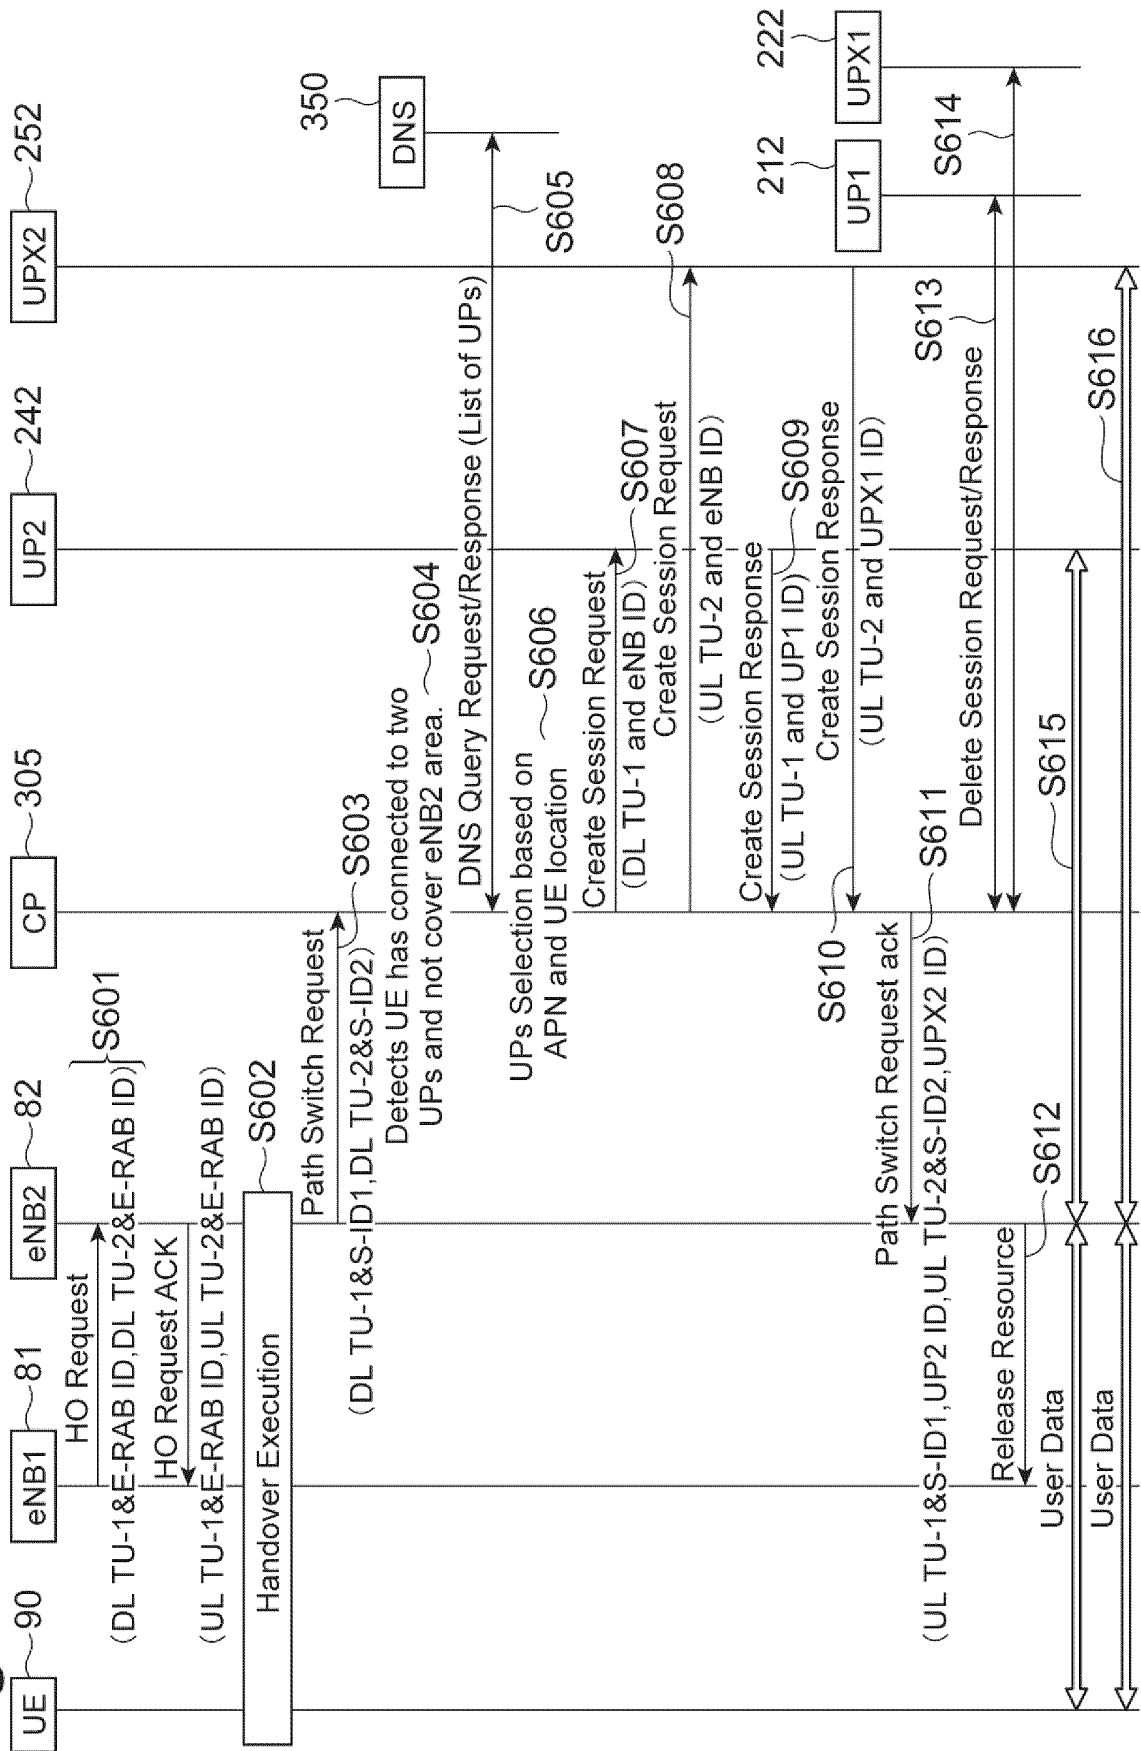 UE
90
eNB1
81
eNB2
82
CP
305
UP2
242
UPX2
252
HO Request
(DL TU-1&E-RAB ID,DL TU-2&E-RAB ID)
S601
HO Request ACK
(UL TU-1&E-RAB ID,UL TU-2&E-RAB ID)
Handover Execution
S602
Path Switch Request
S603
(DL TU-1&S-ID1,DL TU-2&S-ID2)
Detects UE has connected to two
UPs and not cover eNB2 area.
S604
DNS
350
DNS Query Request/Response (List of UPs)
S605
UPs Selection based on
APN and UE location
S606
Create Session Request
(DL TU-1 and eNB ID)
S607
Create Session Request
(UL TU-2 and eNB ID)
S608
Create Session Response
(UL TU-1 and UP1 ID)
S609
Create Session Response
(UL TU-2 and UPX1 ID)
S610
Path Switch Request ack
S611
(UL TU-1&S-ID1,UP2 ID,UL TU-2&S-ID2,UPX2 ID)
UP1
212
UPX1
222
Delete Session Request/Response
S613
S614
Release Resource
S612
User Data
S615
User Data
S616